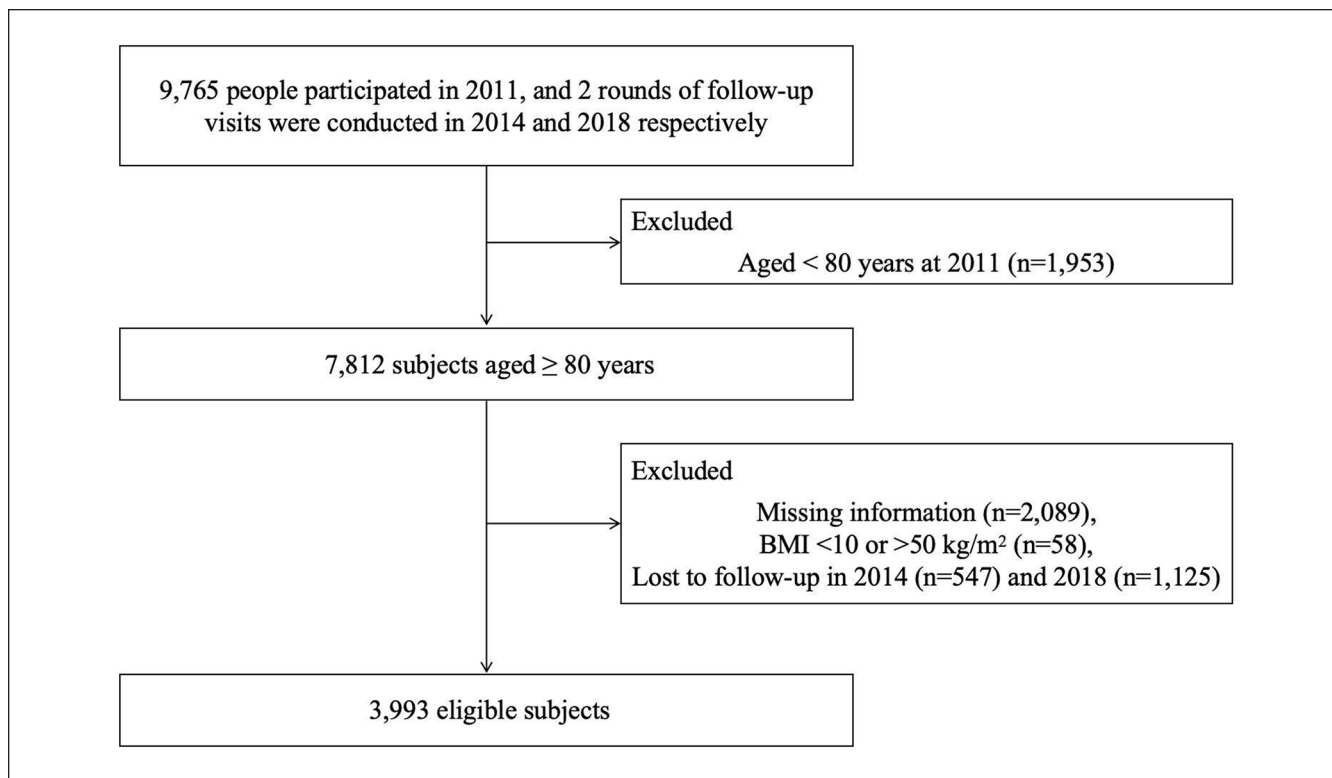 9,765 people participated in 2011, and 2 rounds of follow-up
visits were conducted in 2014 and 2018 respectively
Excluded
Aged < 80 years at 2011 (n=1,953)
7,812 subjects aged ≥ 80 years
Excluded
Missing information (n=2,089),
BMI <10 or >50 kg/m² (n=58),
Lost to follow-up in 2014 (n=547) and 2018 (n=1,125)
3,993 eligible subjects